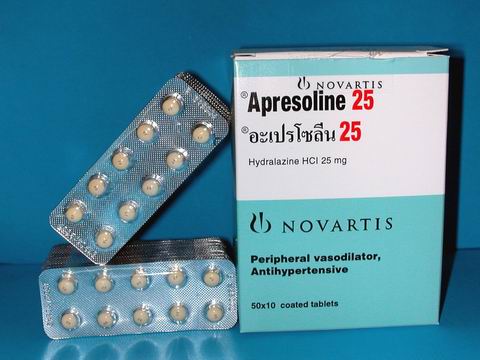 NOVARTIS
® Apresoline 25
® อะเปรโซลีน 25
Hydralazine HCl 25 mg
NOVARTIS
Peripheral vasodilator,
Antihypertensive
50x10 coated tablets